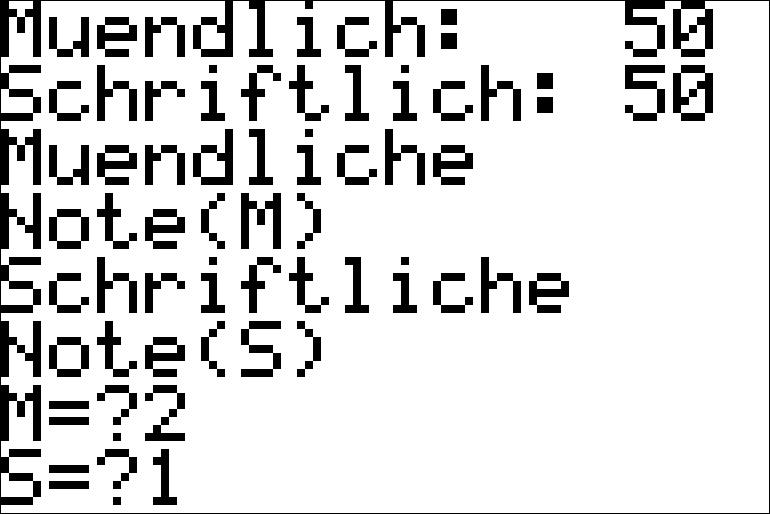 Muendlich: 50
Schriftlich: 50
Muendliche
Note(M)
Schriftliche
Note(S)
M=?2
S=?1